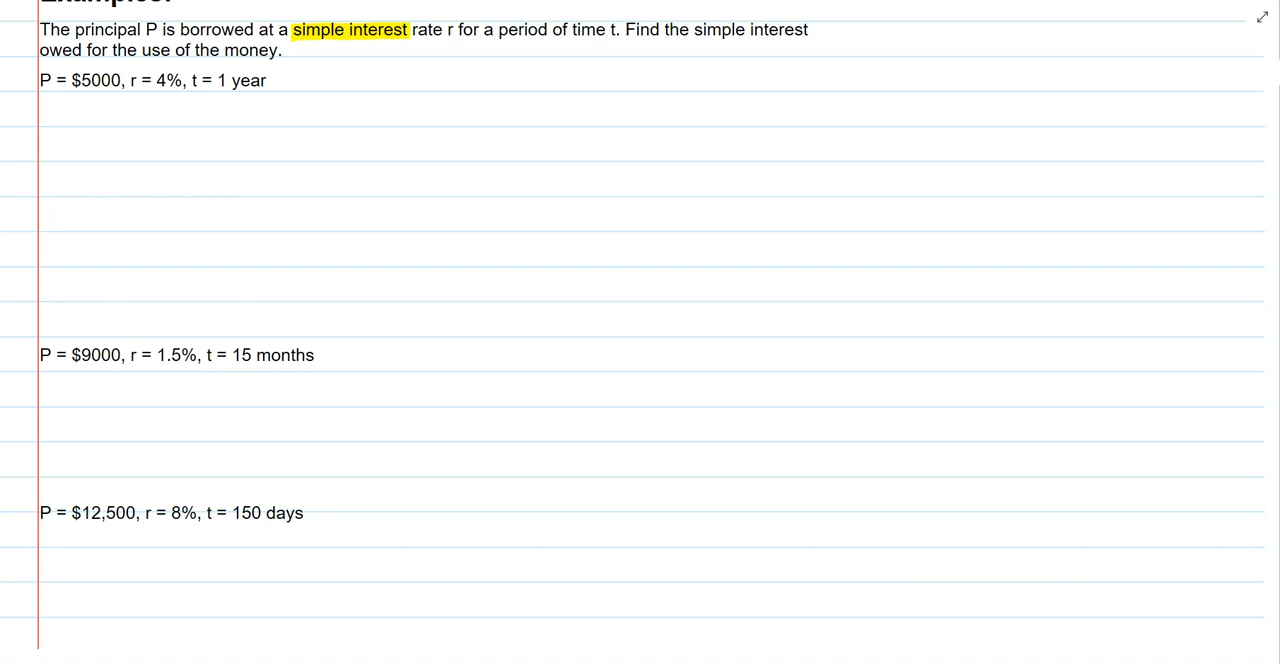 The principal P is borrowed at a simple interest rate r for a period of time t. Find the simple interest
owed for the use of the money.
P = $5000, r = 4%, t = 1 year
P = $9000, r = 1.5%, t = 15 months
P = $12,500, r = 8%, t = 150 days